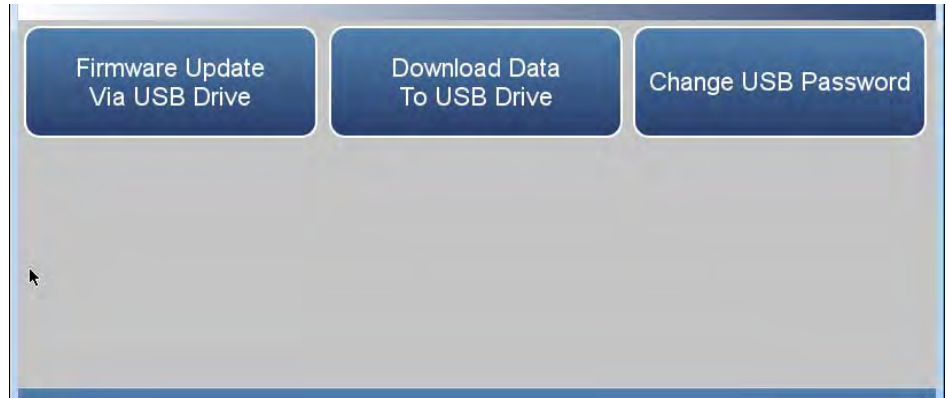 Firmware Update
Via USB Drive
Download Data
To USB Drive
Change USB Password